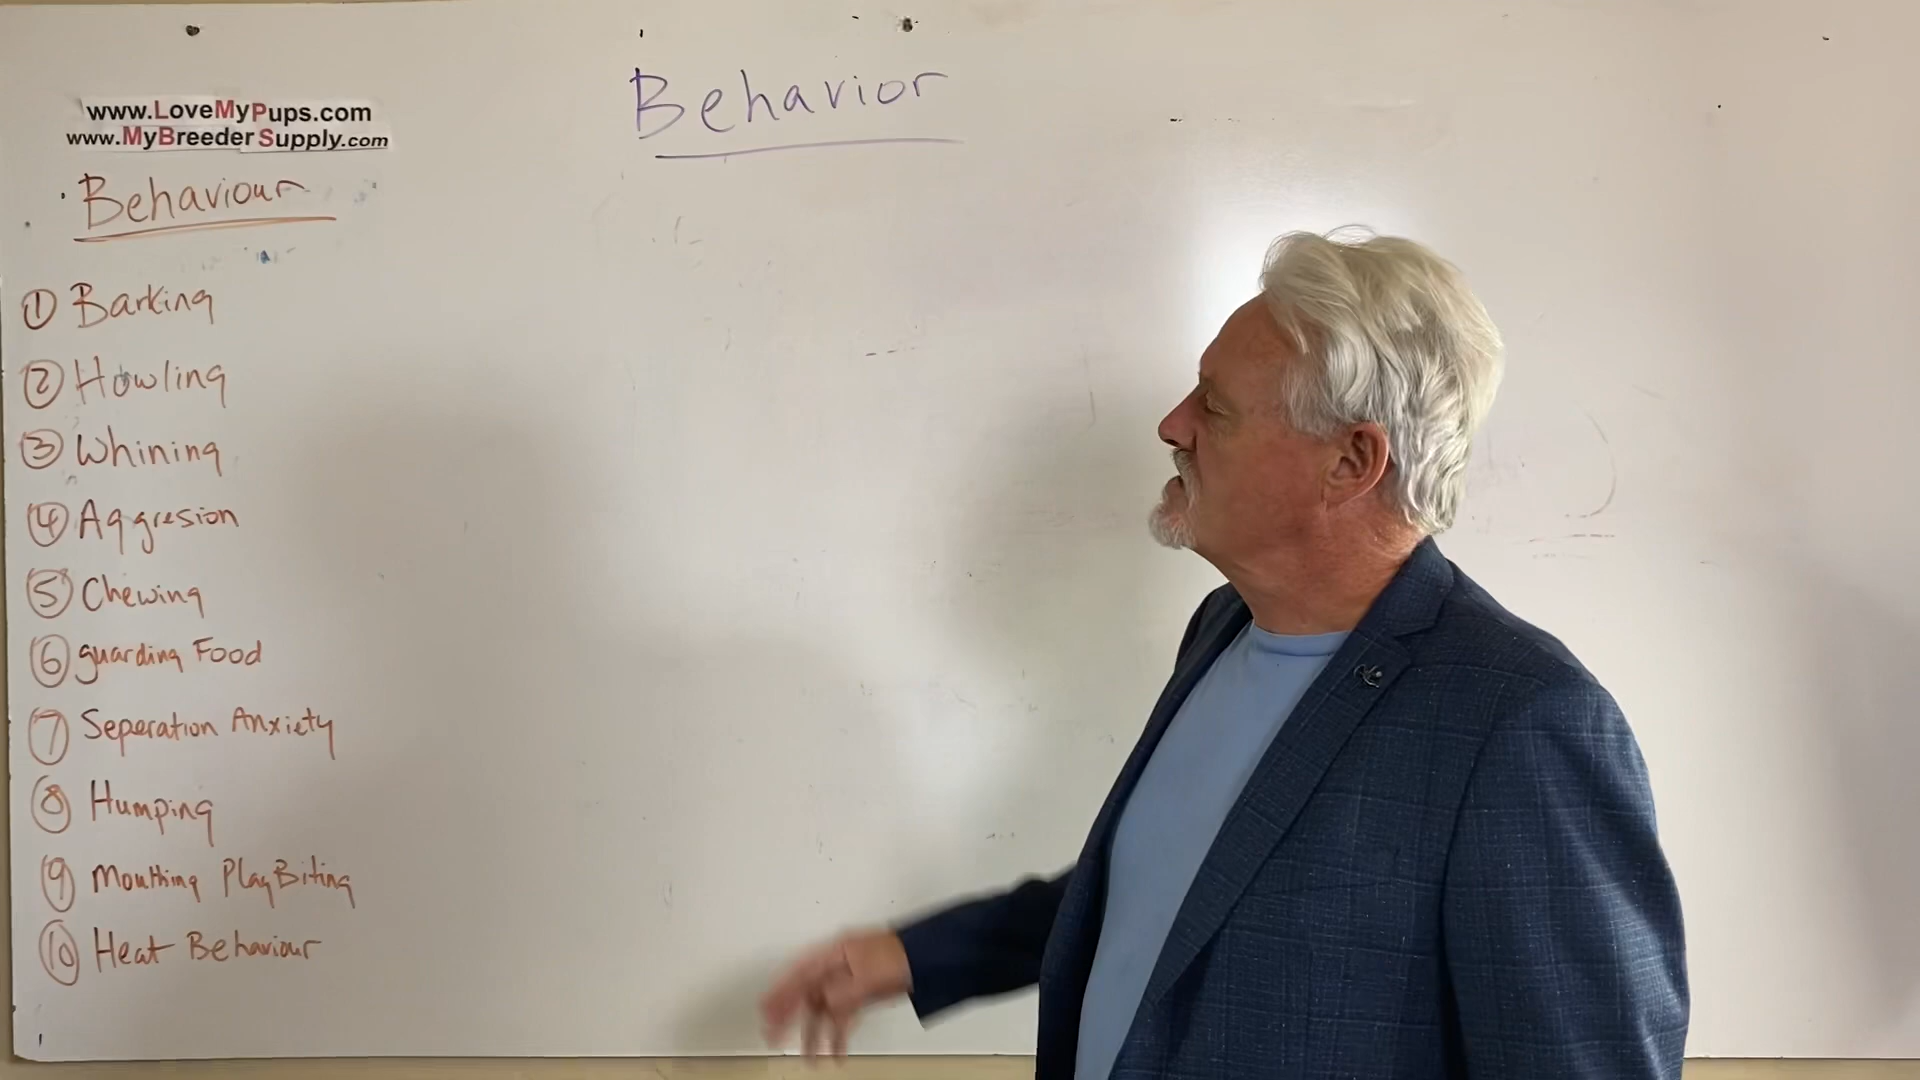 www.LoveMyPups.com
www.MyBreederSupply.com
Behavior
Behaviour
1 Barking
2 Howling
3 Whining
4 Aggresion
5 Chewing
6 guarding Food
7 Seperation Anxiety
8 Humping
9 Mouthing PlayBiting
10 Heat Behaviour